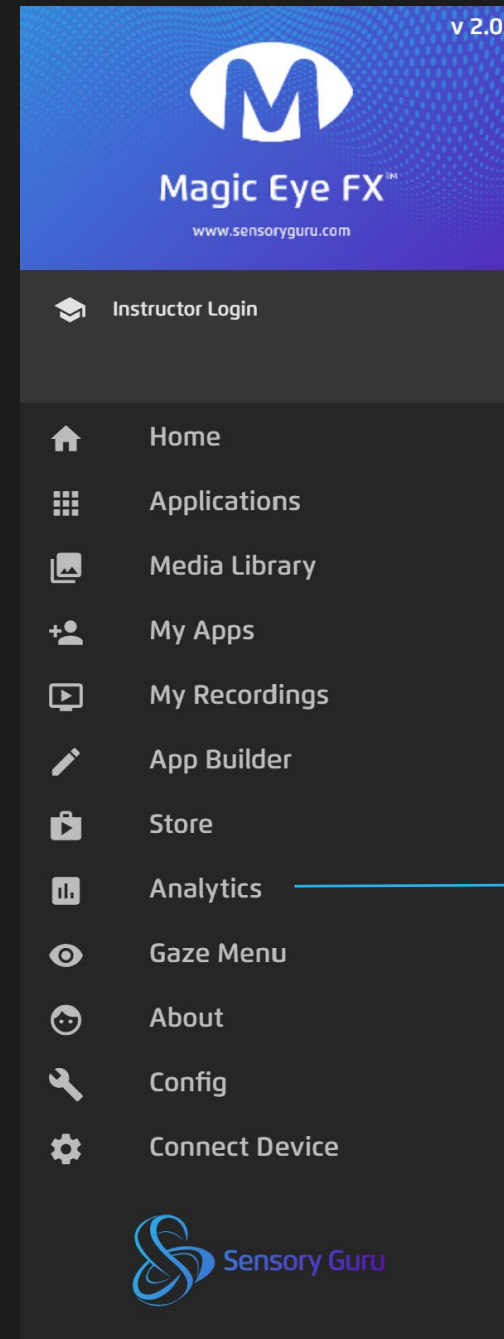 v 2.0
M
Magic Eye FX™
www.sensoryguru.com
Instructor Login
Home
Applications
Media Library
My Apps
My Recordings
App Builder
Store
Analytics
Gaze Menu
About
Config
Connect Device
Sensory Guru